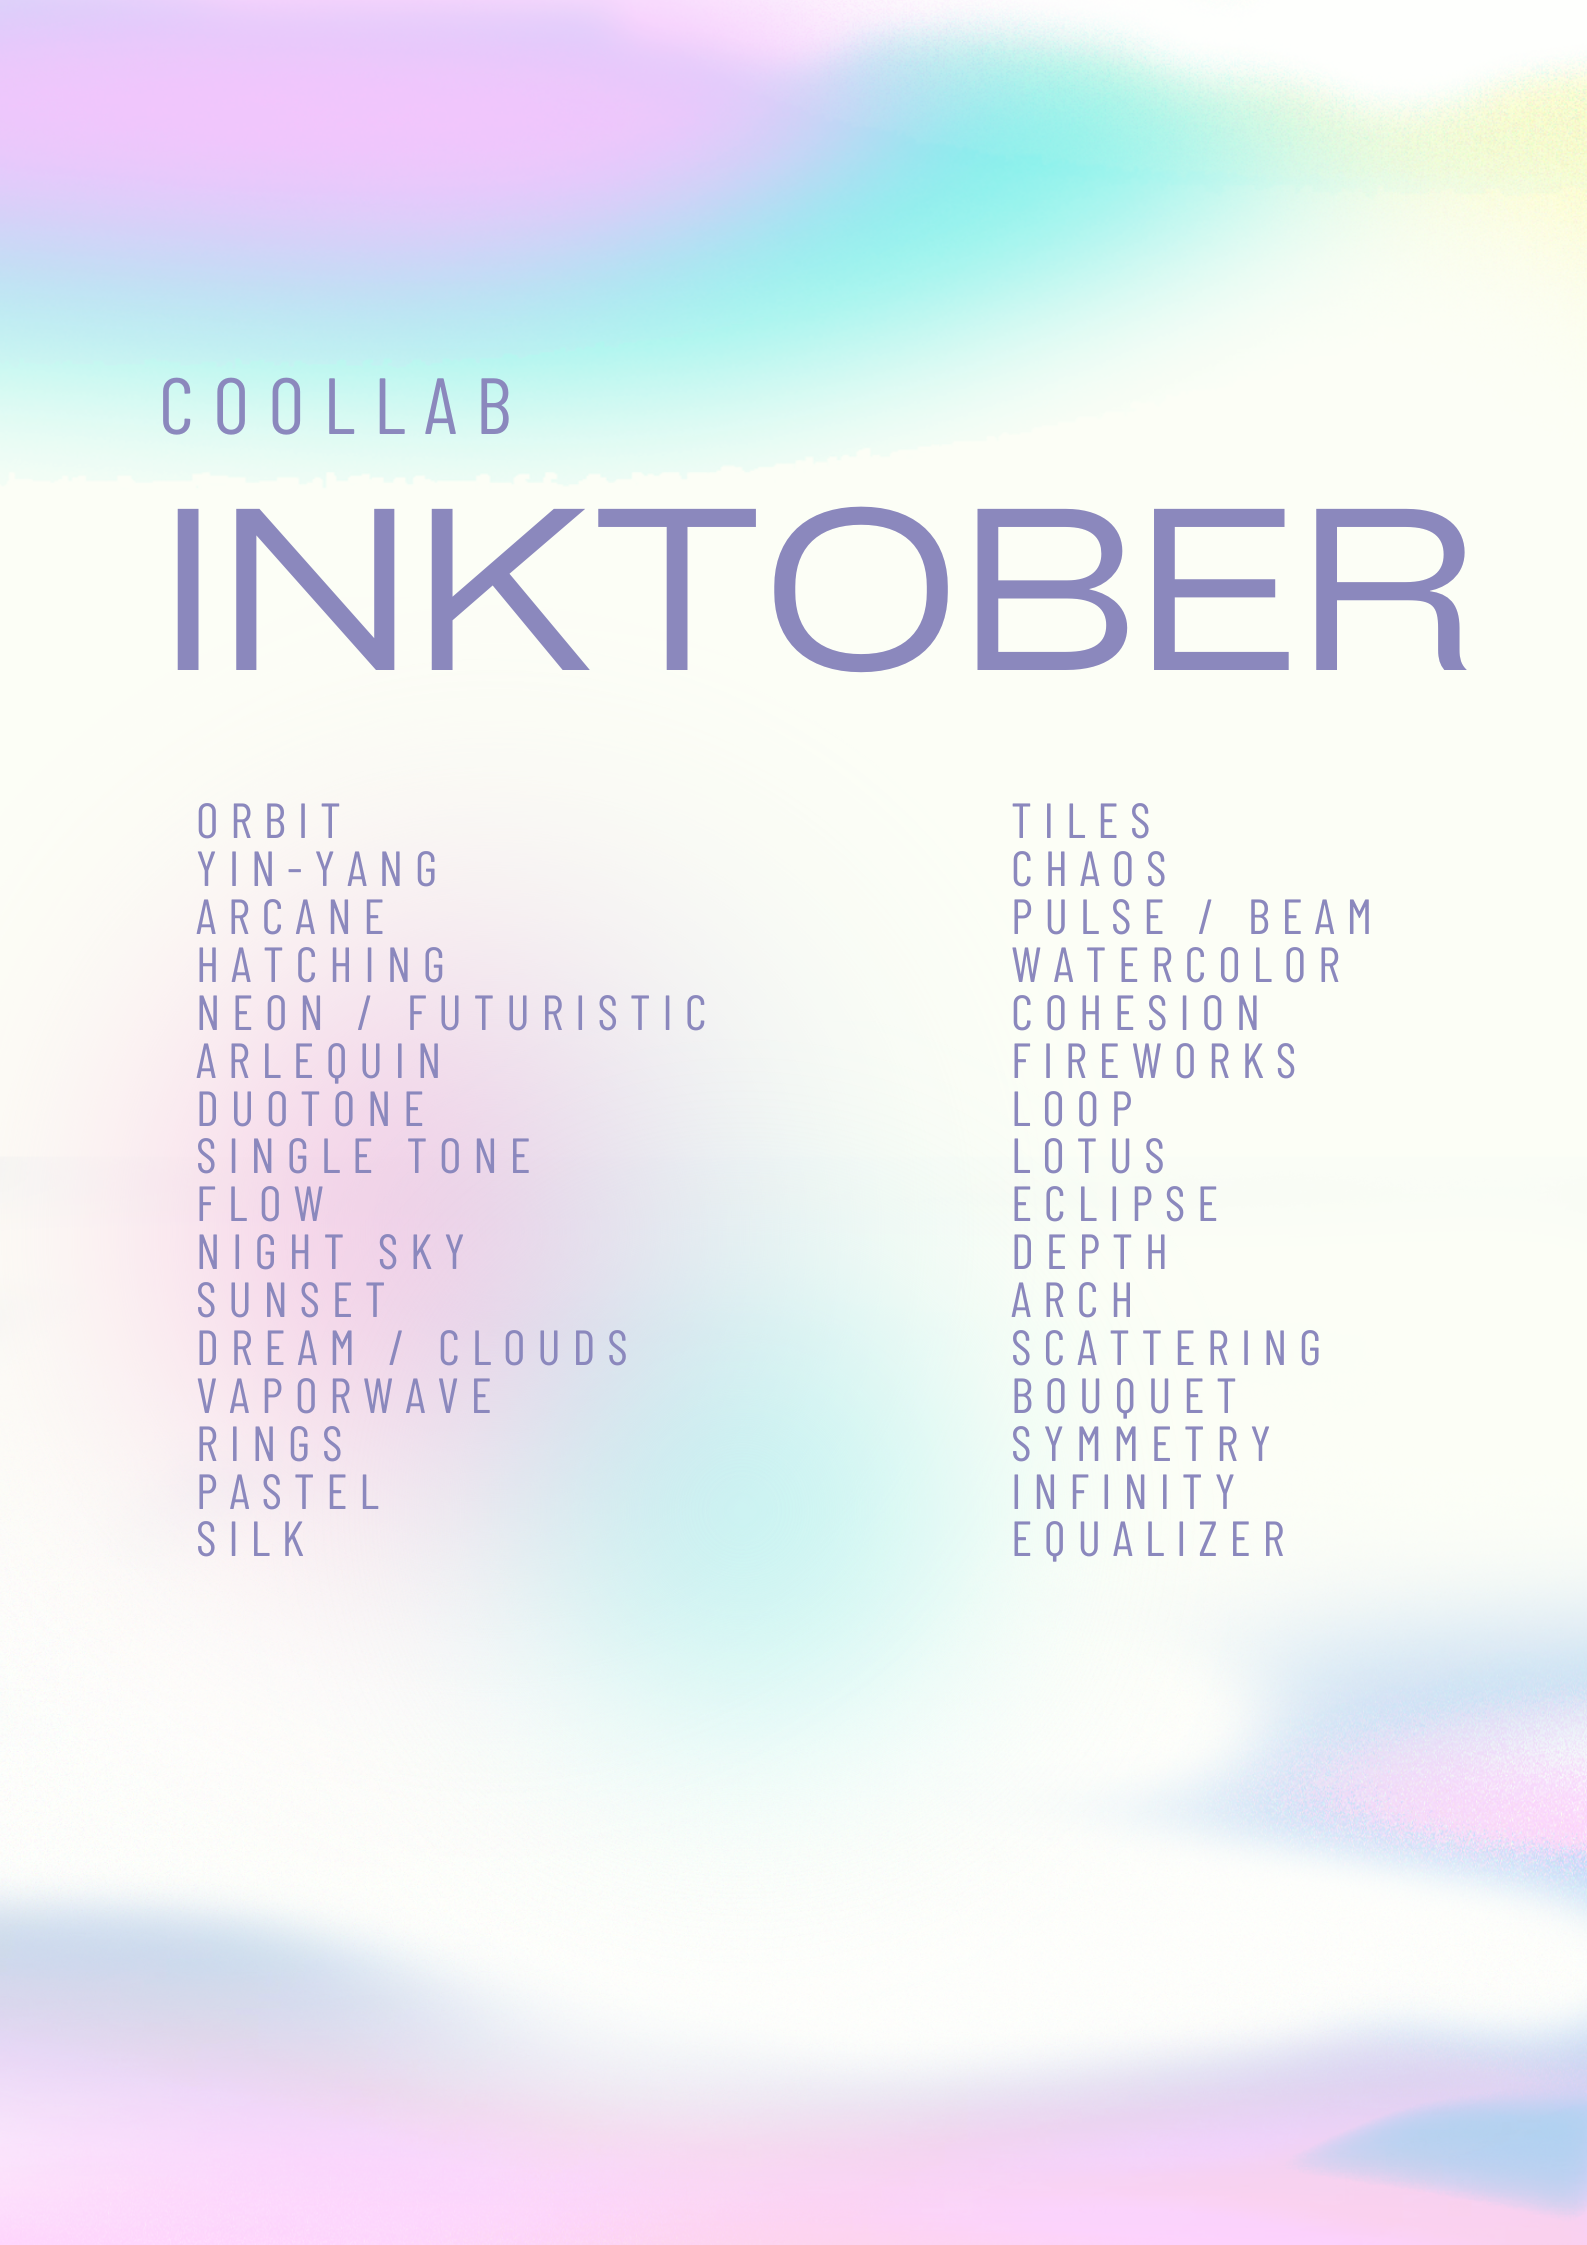 COOLLAB
INKTOBER
ORBIT
YIN-YANG
ARCANE
HATCHING
NEON / FUTURISTIC
ARLEQUIN
DUOTONE
SINGLE TONE
FLOW
NIGHT SKY
SUNSET
DREAM / CLOUDS
VAPORWAVE
RINGS
PASTEL
SILK
TILES
CHAOS
PULSE / BEAM
WATERCOLOR
COHESION
FIREWORKS
LOOP
LOTUS
ECLIPSE
DEPTH
ARCH
SCATTERING
BOUQUET
SYMMETRY
INFINITY
EQUALIZER